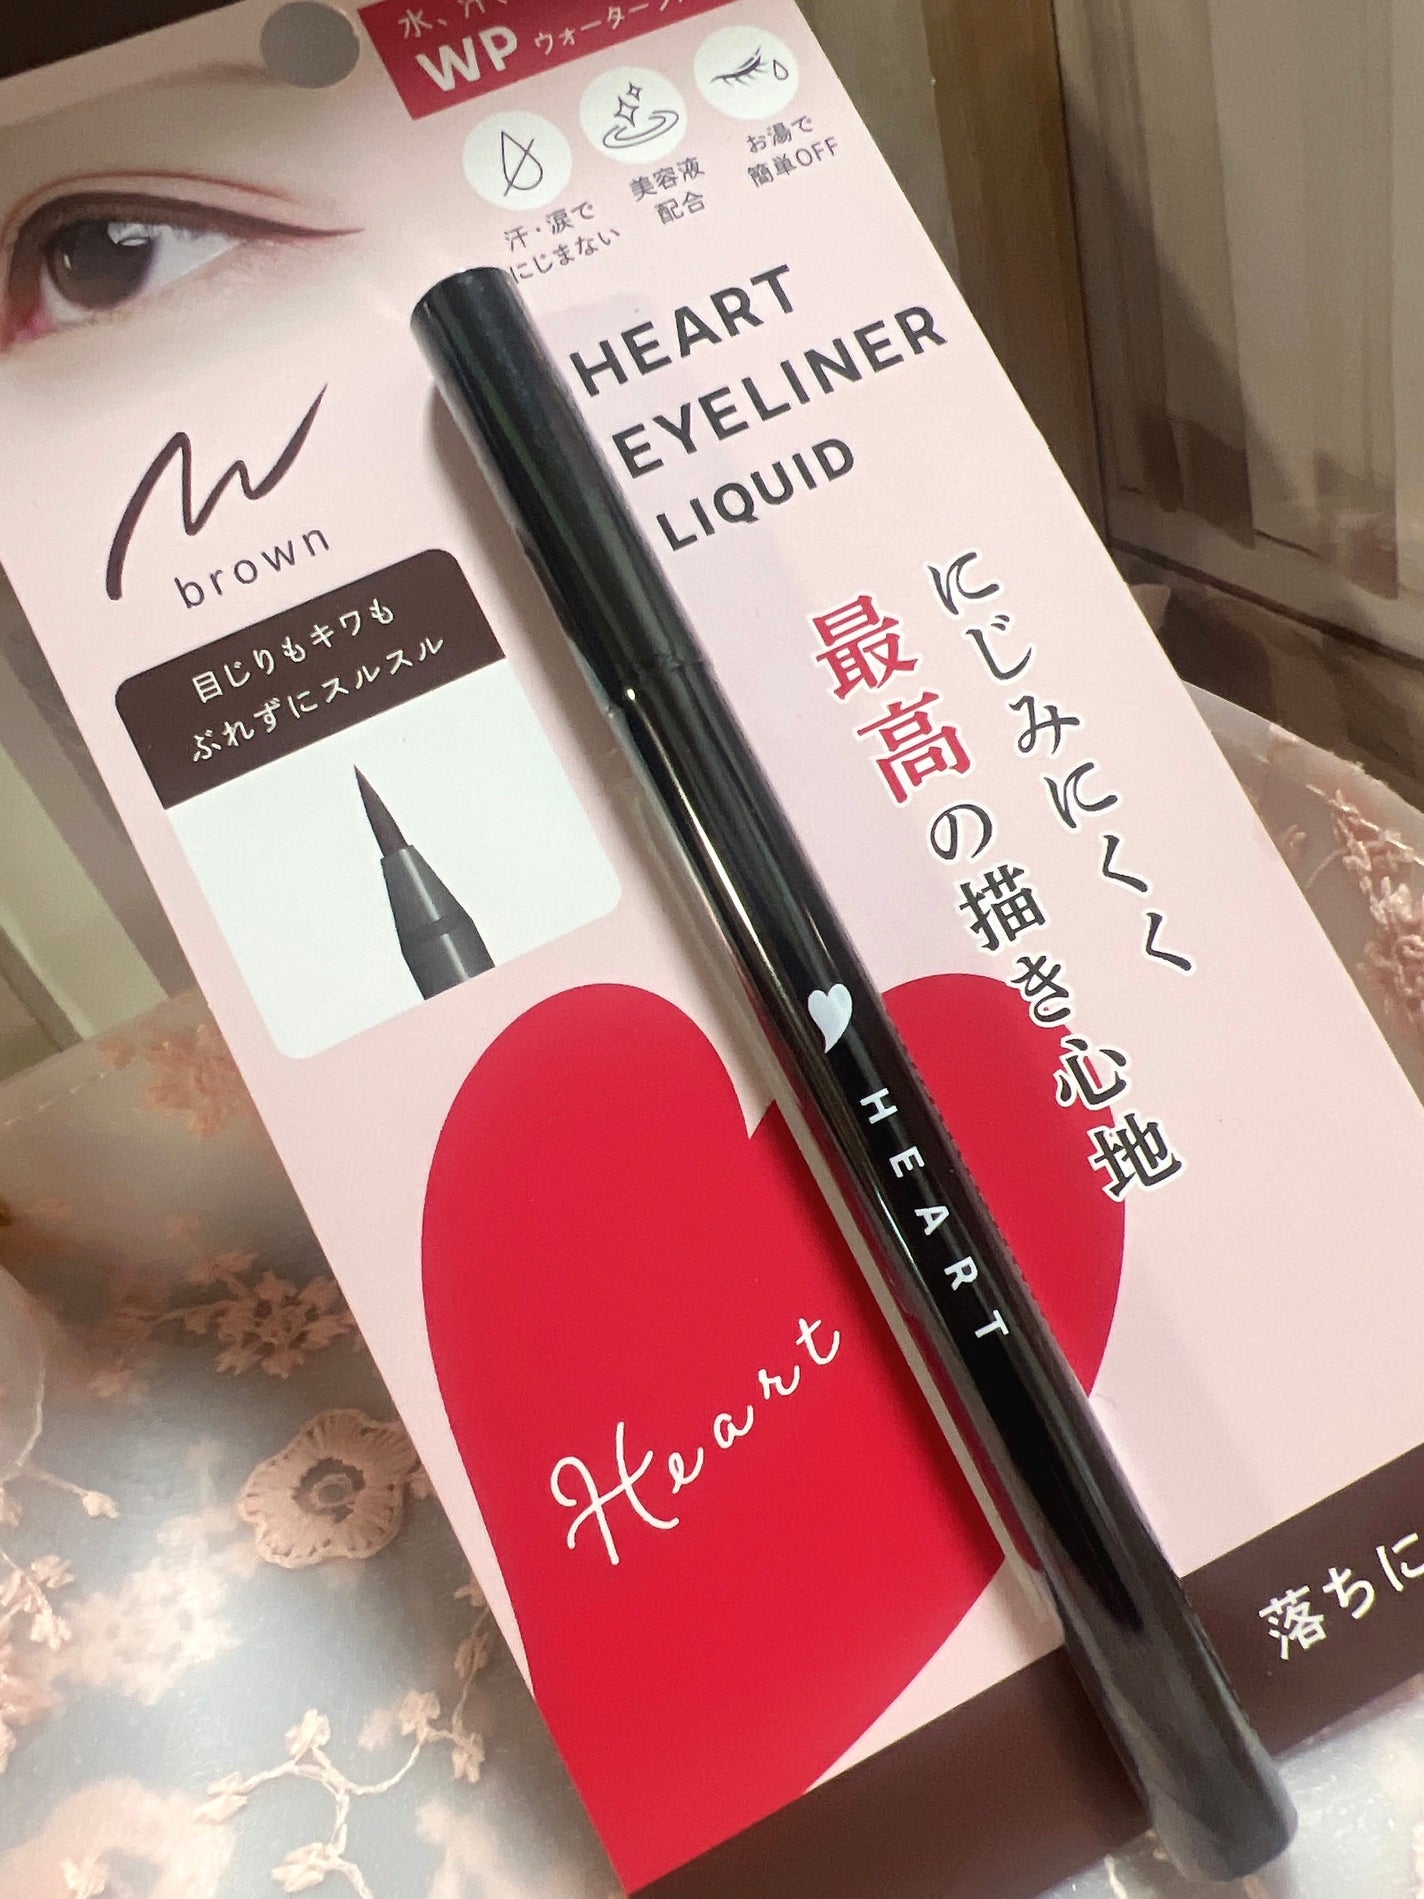 水、汗、
WP ウォーター
汗・涙で
にじまない
美容液
配合
お湯で
簡単OFF
HEART
EYELINER
LIQUID
brown
目じりもキワも
ぶれずにスルスル
にじみにくく
最高の描き心地
HEART
Heart
落ちに